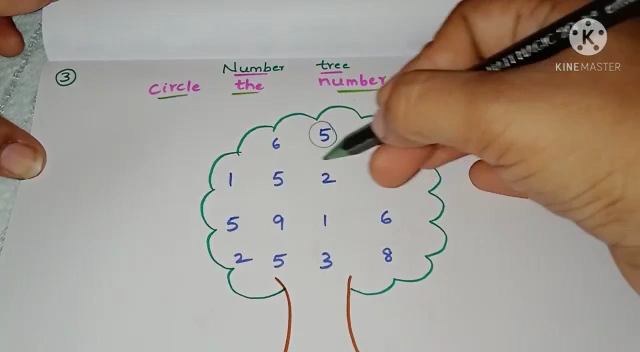 3
Number tree
Circle the number
6 5
1 5 2
5 9 1 6
2 5 3 8
K
KINEMASTER